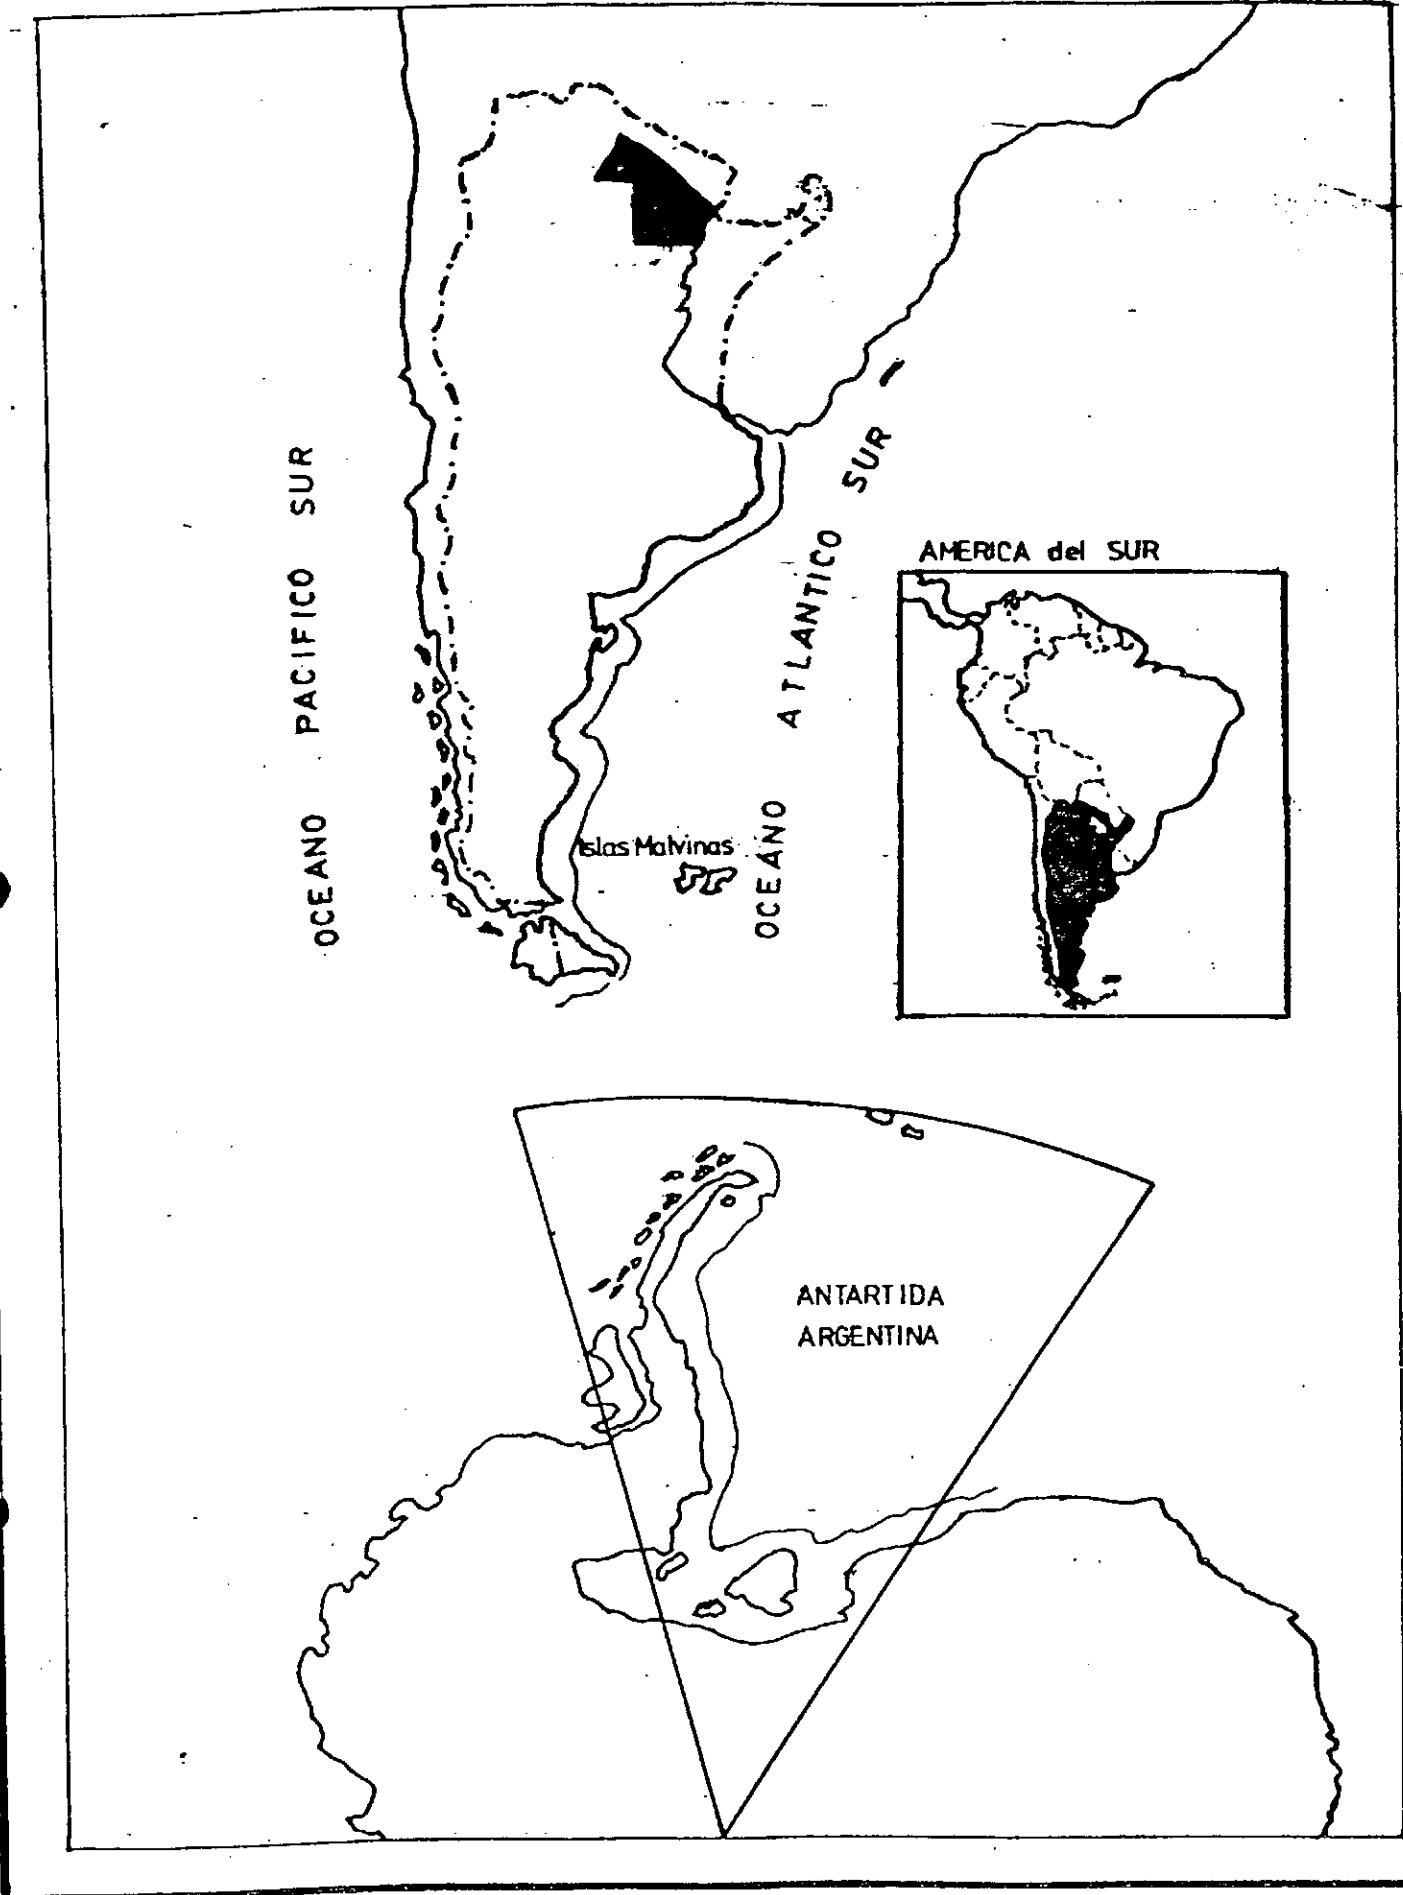 OCEANO PACIFICO SUR
OCEANO ATLANTICO SUR
AMERICA del SUR
Islas Malvinas
ANTARTIDA
ARGENTINA